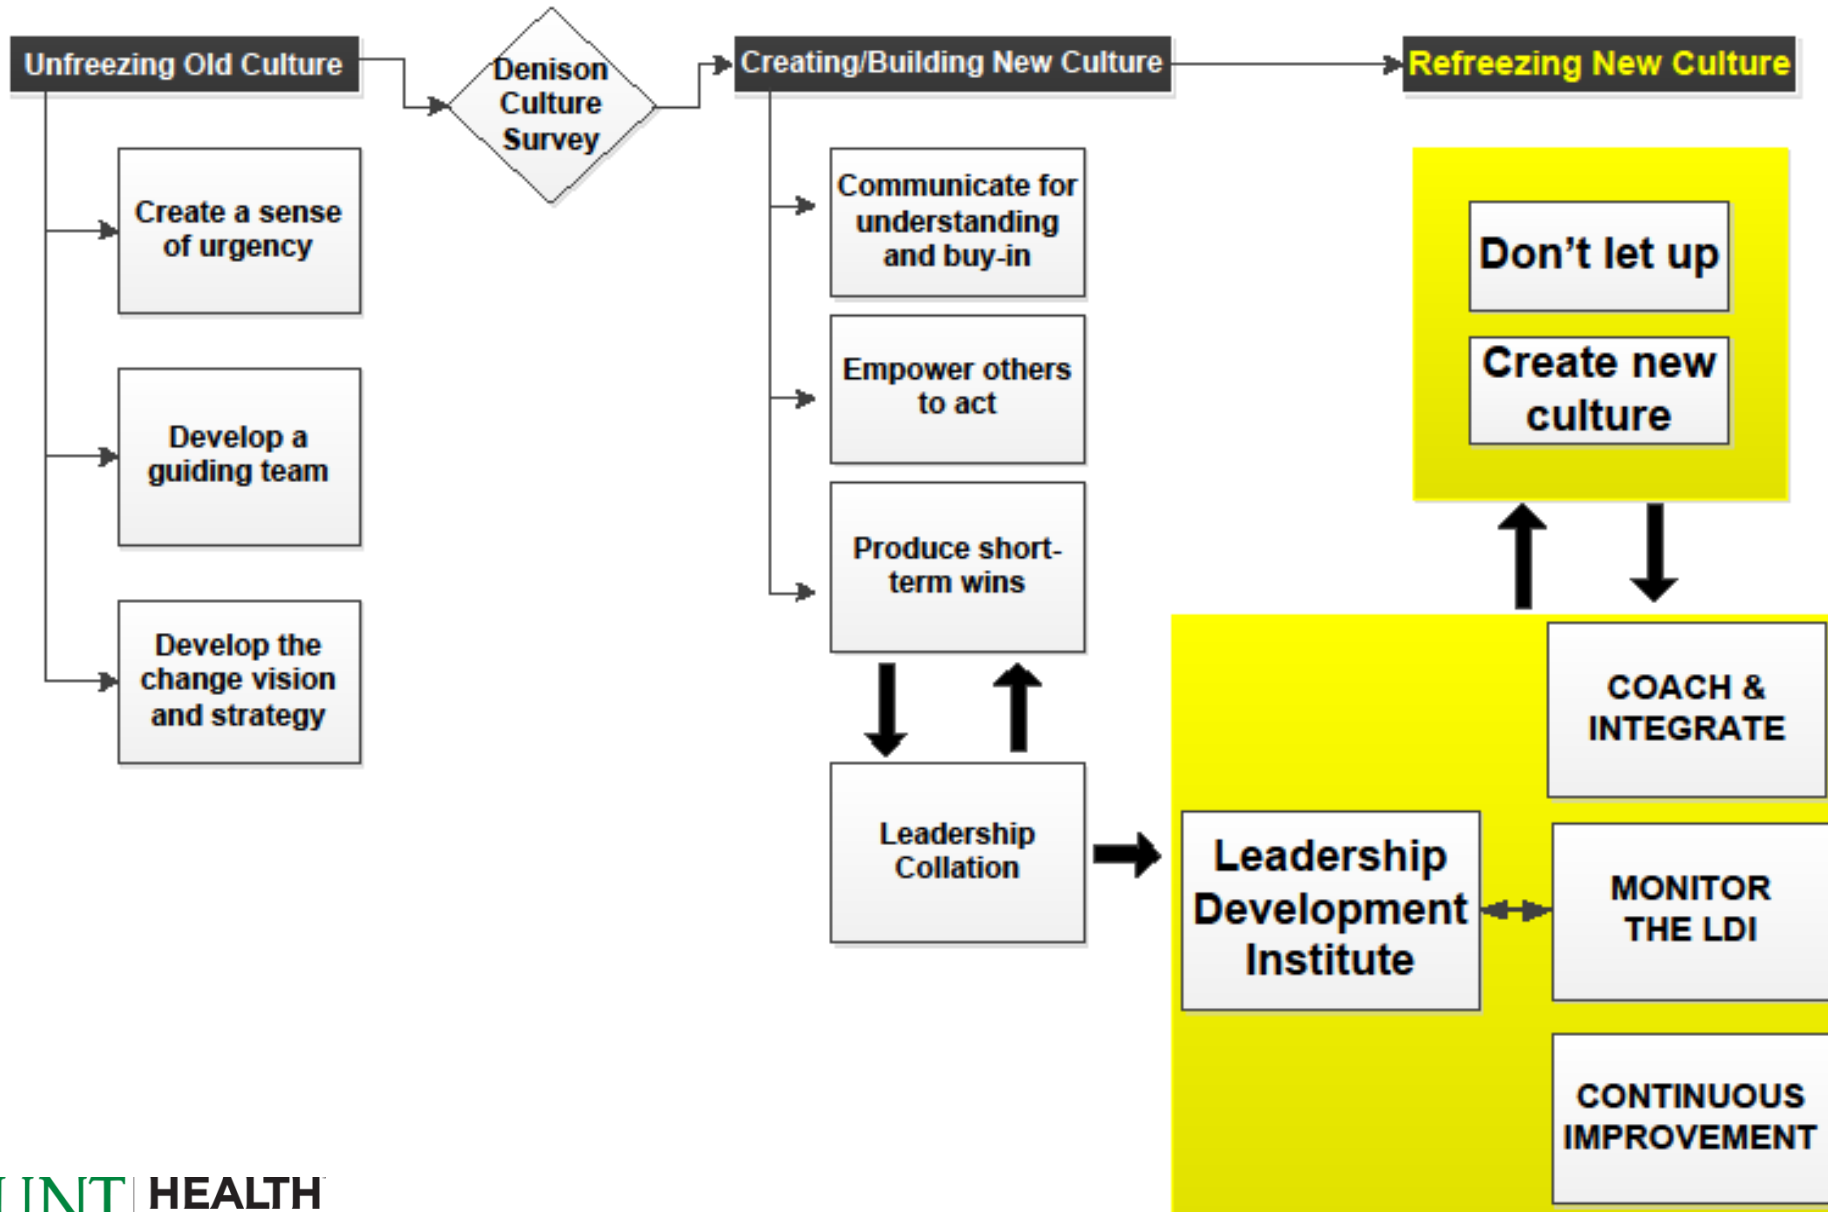 Unfreezing Old Culture
Denison
Culture
Survey
Creating/Building New Culture
Refreezing New Culture
Create a sense
of urgency
Develop a
guiding team
Develop the
change vision
and strategy
Communicate for
understanding
and buy-in
Empower others
to act
Produce short-
term wins
Leadership
Collation
Don't let up
Create new
culture
Leadership
Development
Institute
COACH &
INTEGRATE
MONITOR
THE LDI
CONTINUOUS
IMPROVEMENT
UNT HEALTH